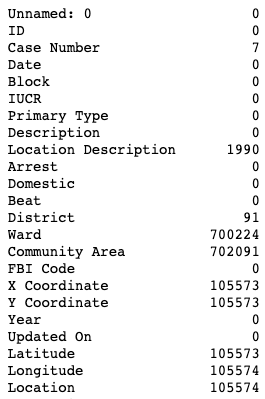 Unnamed: 0 0
ID 0
Case Number 7
Date 0
Block 0
IUCR 0
Primary Type 0
Description 0
Location Description 1990
Arrest 0
Domestic 0
Beat 0
District 91
Ward 700224
Community Area 702091
FBI Code 0
X Coordinate 105573
Y Coordinate 105573
Year 0
Updated On 0
Latitude 105573
Longitude 105574
Location 105574